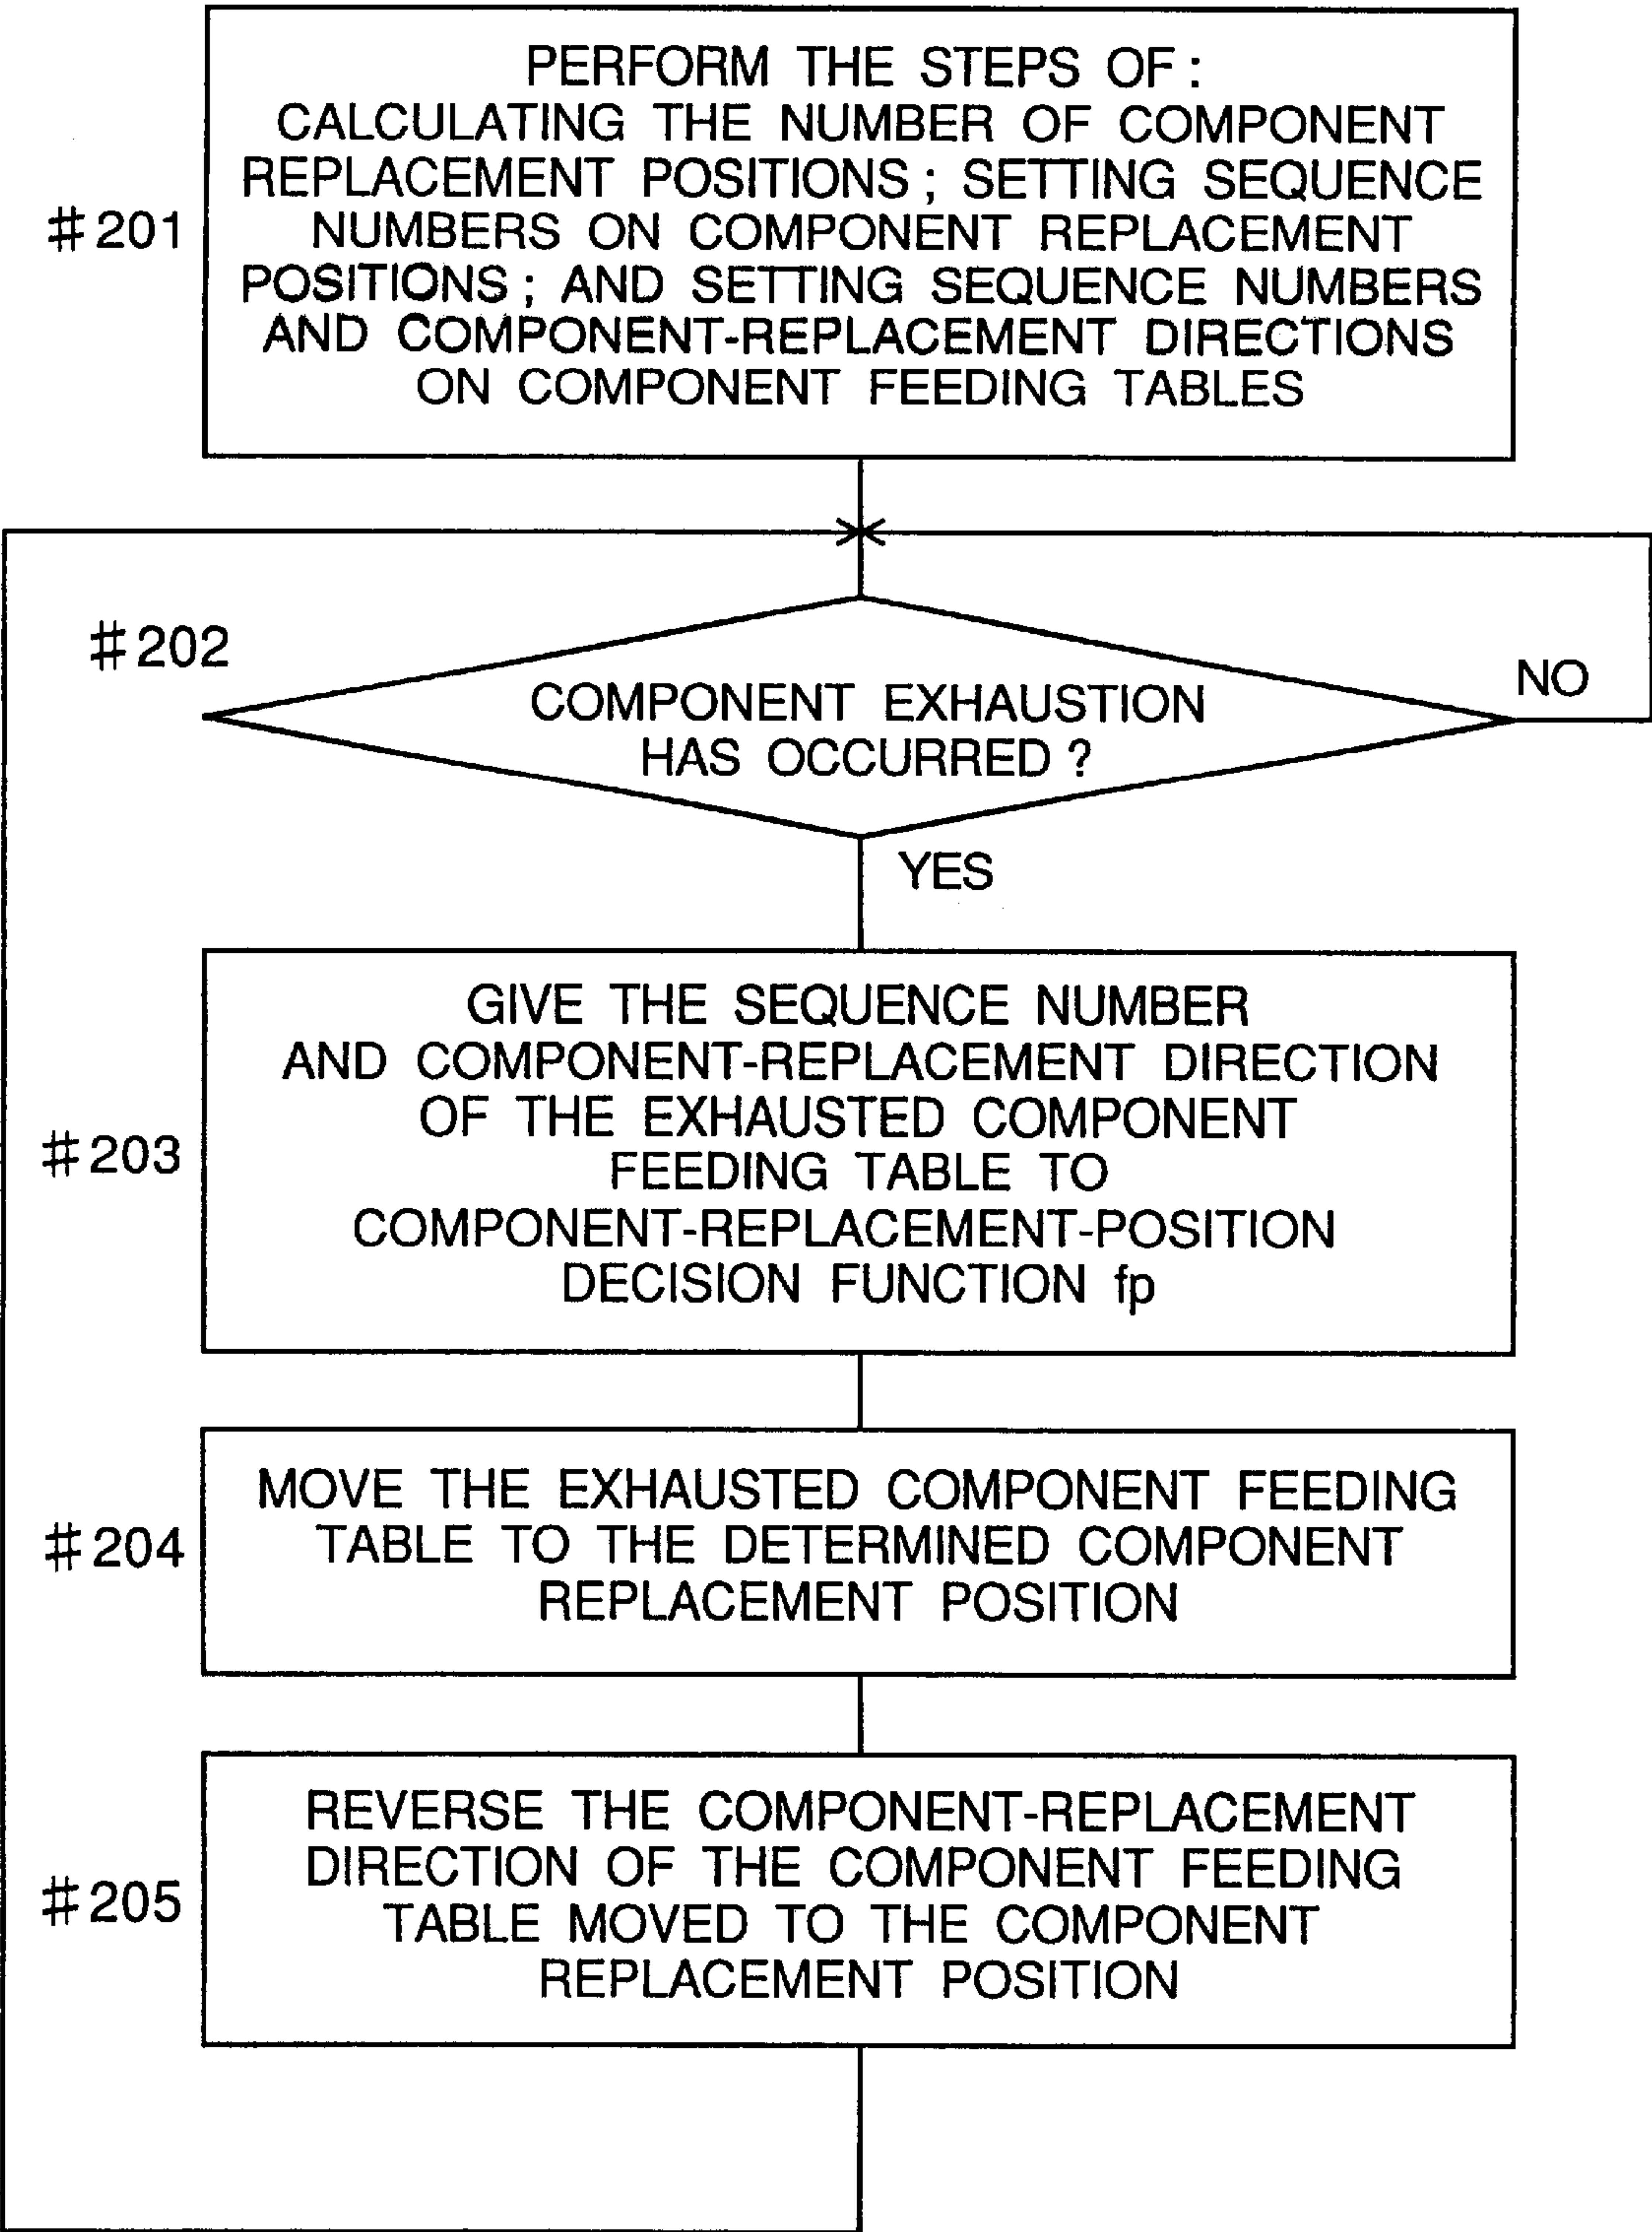 PERFORM THE STEPS OF :
CALCULATING THE NUMBER OF COMPONENT
REPLACEMENT POSITIONS ; SETTING SEQUENCE
#201
NUMBERS ON COMPONENT REPLACEMENT
POSITIONS ; AND SETTING SEQUENCE NUMBERS
AND COMPONENT-REPLACEMENT DIRECTIONS
ON COMPONENT FEEDING TABLES
#202
NO
COMPONENT EXHAUSTION
HAS OCCURRED ?
YES
GIVE THE SEQUENCE NUMBER
AND COMPONENT-REPLACEMENT DIRECTION
OF THE EXHAUSTED COMPONENT
#203
FEEDING TABLE TO
COMPONENT-REPLACEMENT-POSITION
DECISION FUNCTION fp
MOVE THE EXHAUSTED COMPONENT FEEDING
#204
TABLE TO THE DETERMINED COMPONENT
REPLACEMENT POSITION
REVERSE THE COMPONENT-REPLACEMENT
DIRECTION OF THE COMPONENT FEEDING
#205
TABLE MOVED TO THE COMPONENT
REPLACEMENT POSITION